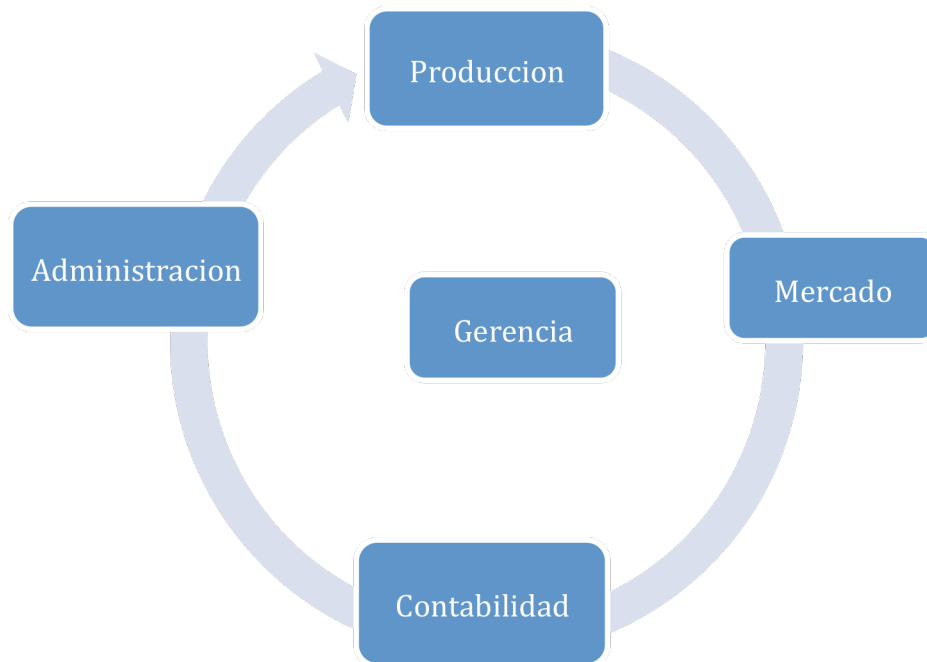 Produccion
Administracion
Mercado
Gerencia
Contabilidad